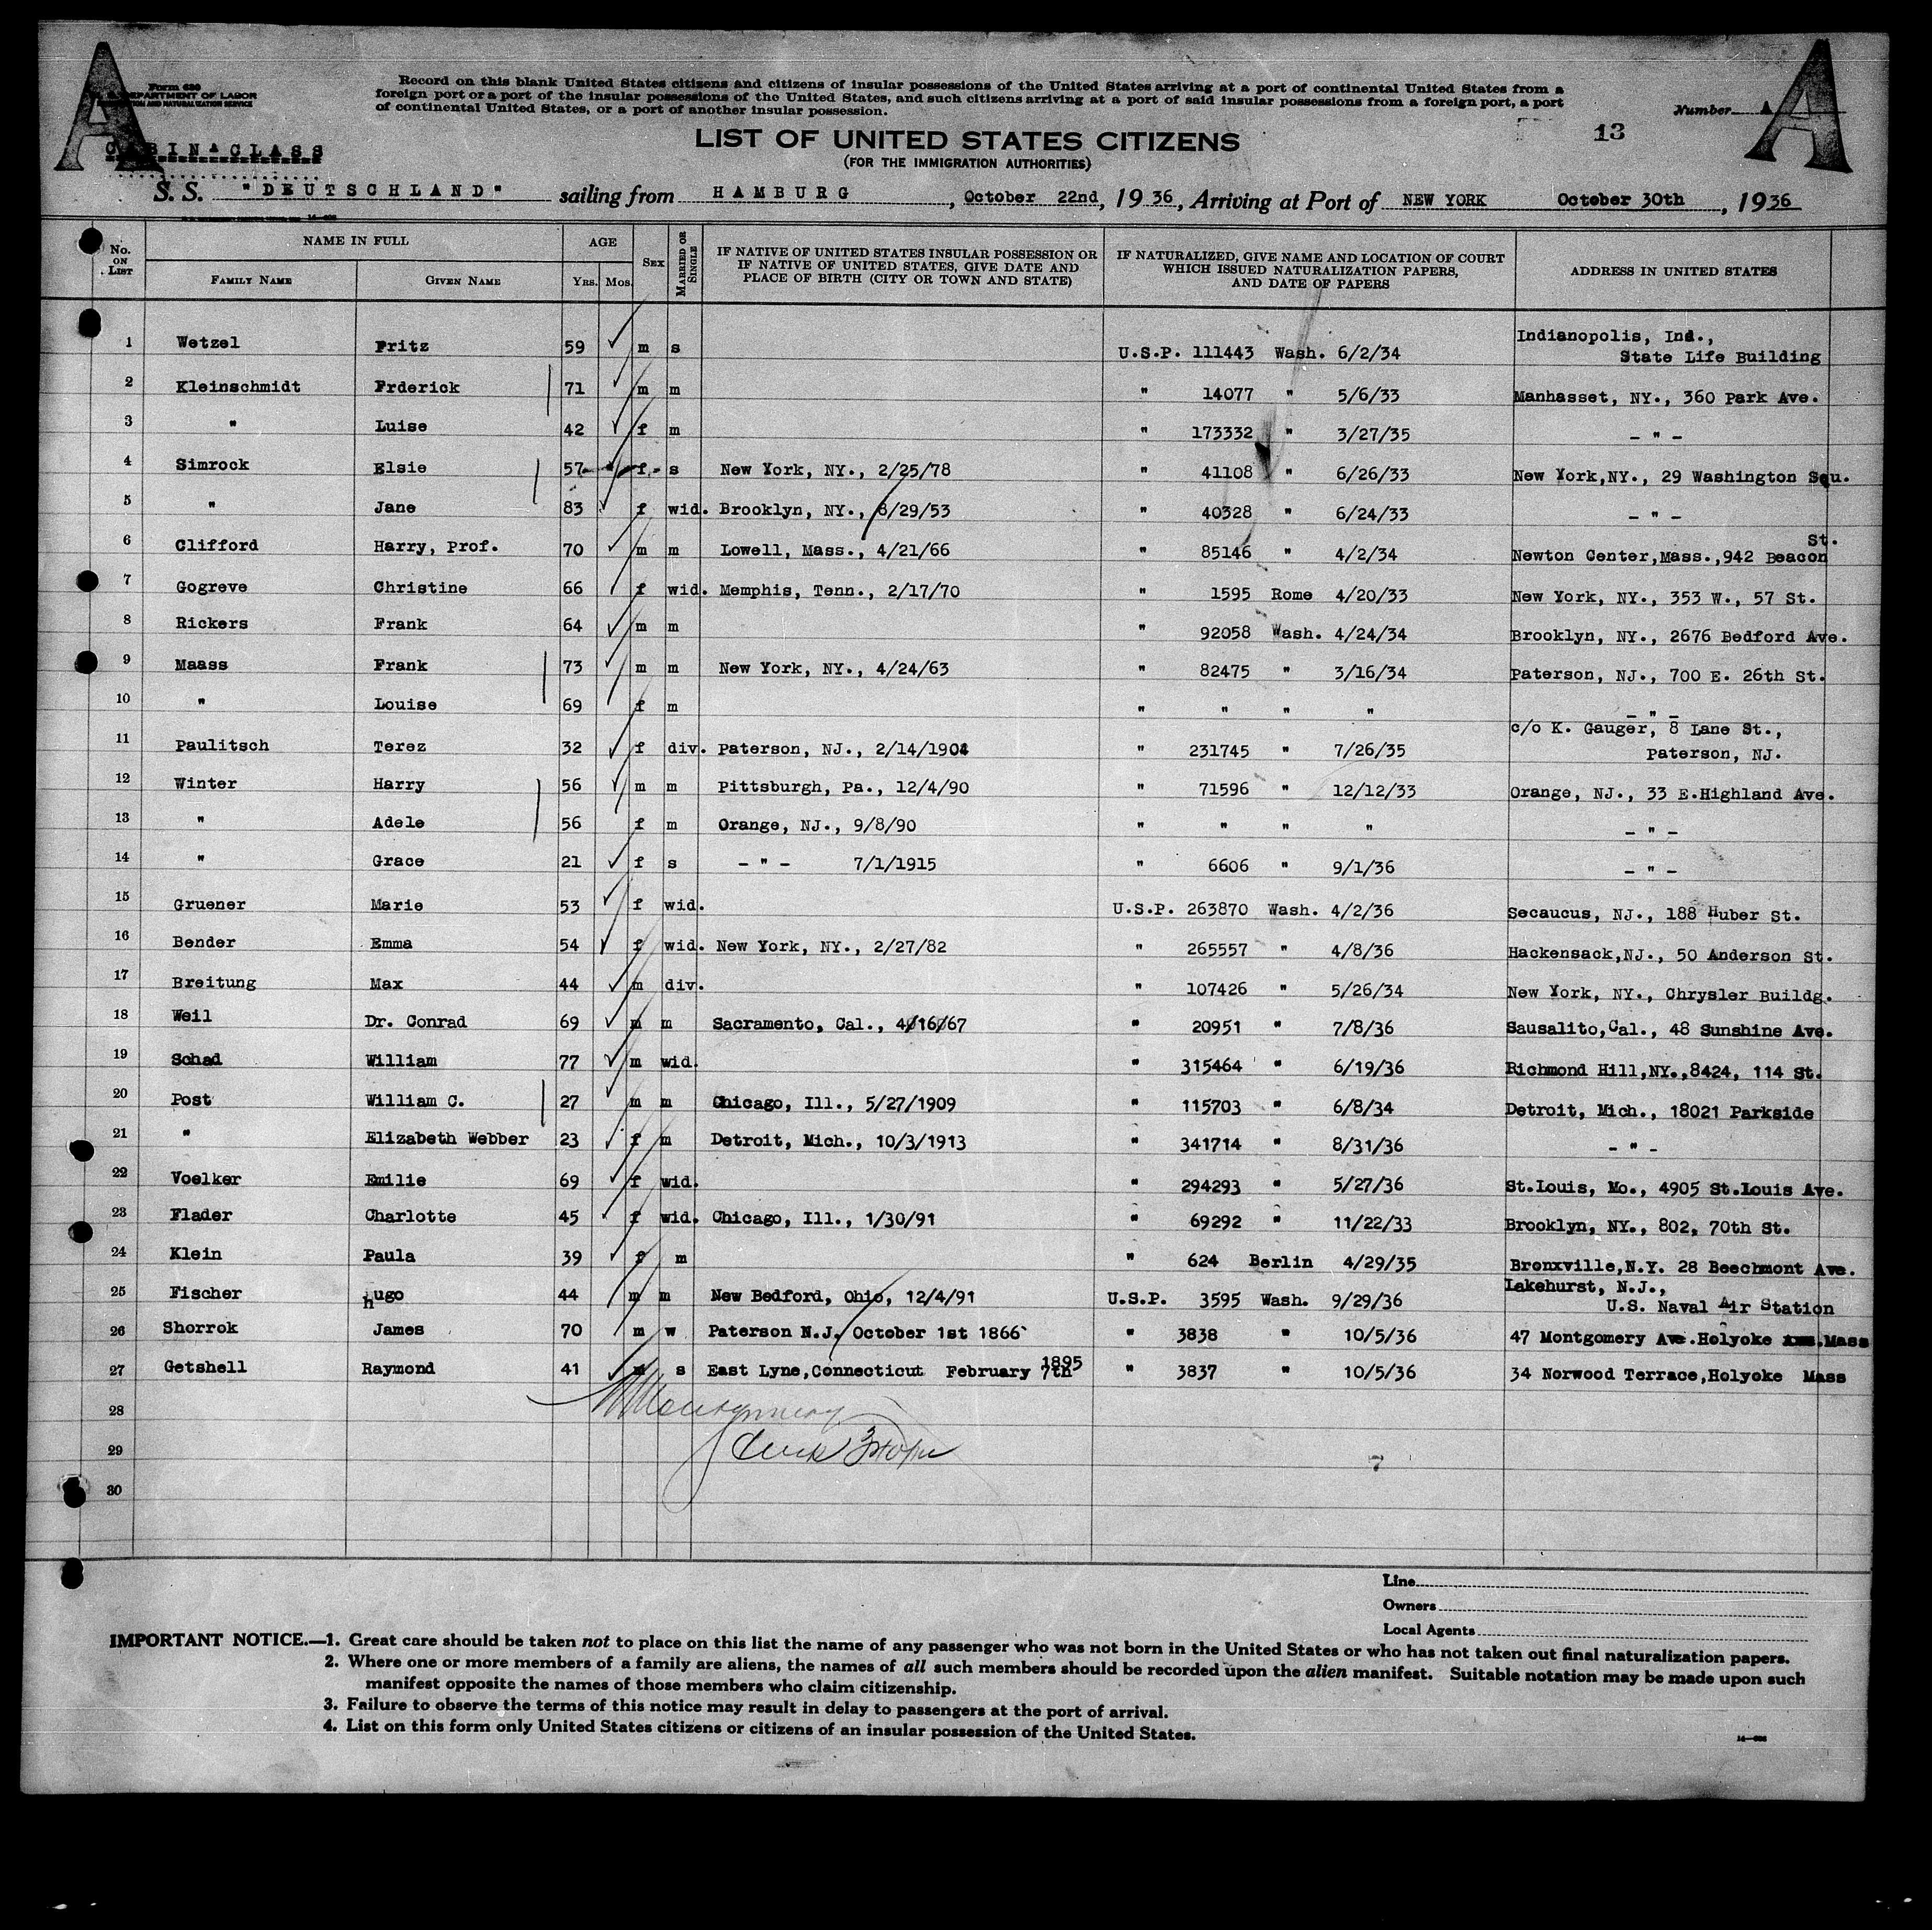 Form 630
DEPARTMENT OF LABOR
IMMIGRATION AND NATURALIZATION SERVICE
Record on this blank United States citizens and citizens of insular possessions of the United States arriving at a port of continental United States from a
foreign port or a port of the insular possessions of the United States, and such citizens arriving at a port of said insular possessions from a foreign port, a port
of continental United States, or a port of another insular possession.
A
A
Number A
13
LIST OF UNITED STATES CITIZENS
(FOR THE IMMIGRATION AUTHORITIES)
CABIN CLASS
S. S. "DEUTSCHLAND" sailing from HAMBURG, October 22nd, 1936, Arriving at Port of NEW YORK October 30th, 1936
No. ON LIST
NAME IN FULL
FAMILY NAME
GIVEN NAME
AGE
YRS. MOS.
SEX
MARRIED OR SINGLE
IF NATIVE OF UNITED STATES INSULAR POSSESSION OR
IF NATIVE OF UNITED STATES, GIVE DATE AND
PLACE OF BIRTH (CITY OR TOWN AND STATE)
IF NATURALIZED, GIVE NAME AND LOCATION OF COURT
WHICH ISSUED NATURALIZATION PAPERS,
AND DATE OF PAPERS
ADDRESS IN UNITED STATES
1 Wetzel Fritz 59 m s U.S.P. 111443 Wash. 6/2/34 Indianopolis, Ind.,
State Life Building
2 Kleinschmidt Frderick 71 m m " 14077 " 5/6/33 Manhasset, NY., 360 Park Ave.
3 " Luise 42 f m " 173332 " 3/27/35 - " -
4 Simrock Elsie 57 f s New York, NY., 2/25/78 " 41108 " 6/26/33 New York,NY., 29 Washington Squ.
5 " Jane 83 f wid. Brooklyn, NY., 8/29/53 " 40328 " 6/24/33 - " -
6 Clifford Harry, Prof. 70 m m Lowell, Mass., 4/21/66 " 85146 " 4/2/34 Newton Center,Mass.,942 Beacon St.
7 Gogreve Christine 66 f wid. Memphis, Tenn., 2/17/70 " 1595 Rome 4/20/33 New York, NY., 353 W., 57 St.
8 Rickers Frank 64 m m " 92058 Wash. 4/24/34 Brooklyn, NY., 2676 Bedford Ave.
9 Maass Frank 73 m m New York, NY., 4/24/63 " 82475 " 3/16/34 Paterson, NJ., 700 E. 26th St.
10 " Louise 69 f m " " " " - " -
11 Paulitsch Terez 32 f div. Paterson, NJ., 2/14/1904 " 231745 " 7/26/35 c/o K. Gauger, 8 Lane St.,
Paterson, NJ.
12 Winter Harry 56 m m Pittsburgh, Pa., 12/4/90 " 71596 " 12/12/33 Orange, NJ., 33 E.Highland Ave.
13 " Adele 56 f m Orange, NJ., 9/8/90 " " " " - " -
14 " Grace 21 f s - " - 7/1/1915 " 6606 " 9/1/36 - " -
15 Gruener Marie 53 f wid. U.S.P. 263870 Wash. 4/2/36 Secaucus, NJ., 188 Huber St.
16 Bender Emma 54 f wid. New York, NY., 2/27/82 " 265557 " 4/8/36 Hackensack,NJ., 50 Anderson St.
17 Breitung Max 44 m div. " 107426 " 5/26/34 New York, NY., Chrysler Buildg.
18 Weil Dr. Conrad 69 m m Sacramento, Cal., 4/16/67 " 20951 " 7/8/36 Sausalito,Cal., 48 Sunshine Ave.
19 Schad William 77 m wid. " 315464 " 6/19/36 Richmond Hill,NY.,8424, 114 St.
20 Post William C. 27 m m Chicago, Ill., 5/27/1909 " 115703 " 6/8/34 Detroit, Mich., 18021 Parkside
21 " Elizabeth Webber 23 f m Detroit, Mich., 10/3/1913 " 341714 " 8/31/36 - " -
22 Voelker Emilie 69 f wid. " 294293 " 5/27/36 St.Louis, Mo., 4905 St.Louis Ave.
23 Flader Charlotte 45 f wid. Chicago, Ill., 1/30/91 " 69292 " 11/22/33 Brooklyn, NY., 802, 70th St.
24 Klein Paula 39 f m " 624 Berlin 4/29/35 Bronxville,N.Y. 28 Beechmont Ave.
25 Fischer hugo 44 m m New Bedford, Ohio, 12/4/91 U.S.P. 3595 Wash. 9/29/36 Lakehurst, N.J.,
U.S. Naval Air Station
26 Shorrok James 70 m w Paterson N.J. October 1st 1866 " 3838 " 10/5/36 47 Montgomery Ave.Holyoke Mass
27 Getshell Raymond 41 m s East Lyne,Connecticut February 7th 1895 " 3837 " 10/5/36 34 Norwood Terrace,Holyoke Mass
28
29
30
Montgomery
7
Line
Owners
Local Agents
IMPORTANT NOTICE.—1. Great care should be taken not to place on this list the name of any passenger who was not born in the United States or who has not taken out final naturalization papers.
2. Where one or more members of a family are aliens, the names of all such members should be recorded upon the alien manifest. Suitable notation may be made upon such
manifest opposite the names of those members who claim citizenship.
3. Failure to observe the terms of this notice may result in delay to passengers at the port of arrival.
4. List on this form only United States citizens or citizens of an insular possession of the United States.